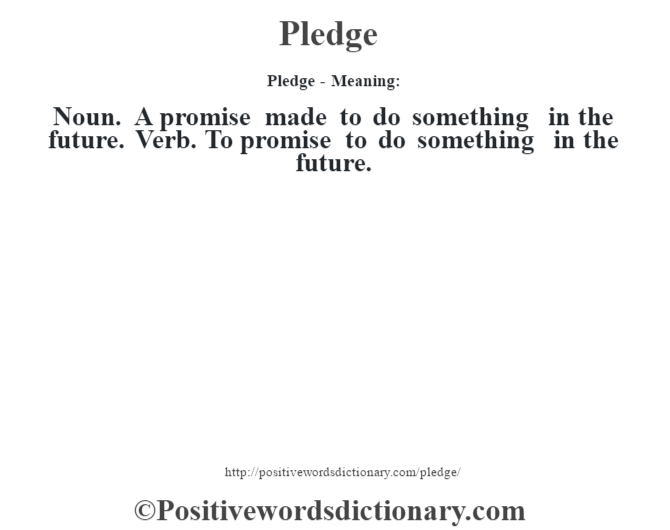 Pledge
Pledge - Meaning:
Noun. A promise made to do something in the
future. Verb. To promise to do something in the
future.
http://positivewordsdictionary.com/pledge/
©Positivewordsdictionary.com